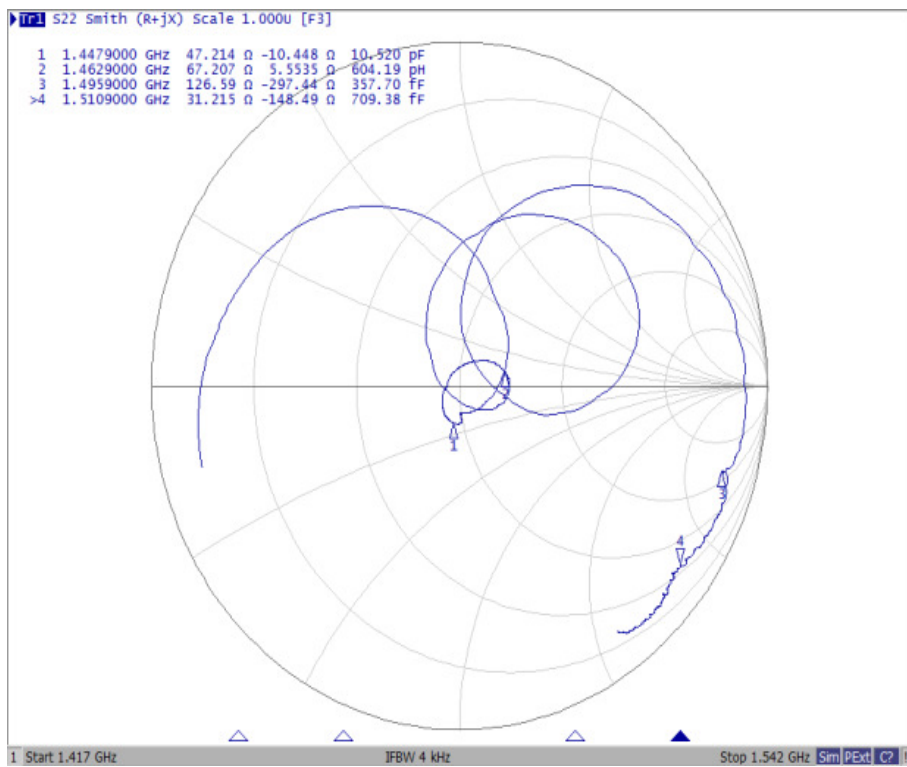 Tr1 S22 Smith (R+jX) Scale 1.000U [F3]
1 1.4479000 GHz 47.214 Ω -10.448 Ω 10.520 pF
2 1.4629000 GHz 67.207 Ω 5.5535 Ω 604.19 pH
3 1.4959000 GHz 126.59 Ω -297.44 Ω 357.70 fF
>4 1.5109000 GHz 31.215 Ω -148.49 Ω 709.38 fF
1
3
4
1 Start 1.417 GHz IFBW 4 kHz Stop 1.542 GHz Sim PExt C?